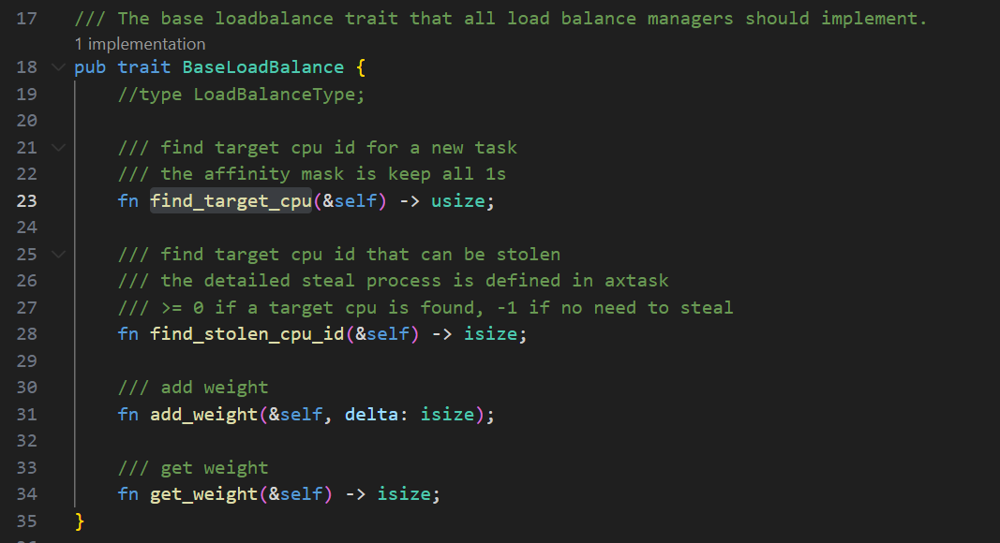 17 /// The base loadbalance trait that all load balance managers should implement.
1 implementation
18 pub trait BaseLoadBalance {
19 //type LoadBalanceType;
20
21 /// find target cpu id for a new task
22 /// the affinity mask is keep all 1s
23 fn find_target_cpu(&self) -> usize;
24
25 /// find target cpu id that can be stolen
26 /// the detailed steal process is defined in axtask
27 /// >= 0 if a target cpu is found, -1 if no need to steal
28 fn find_stolen_cpu_id(&self) -> isize;
29
30 /// add weight
31 fn add_weight(&self, delta: isize);
32
33 /// get weight
34 fn get_weight(&self) -> isize;
35 }